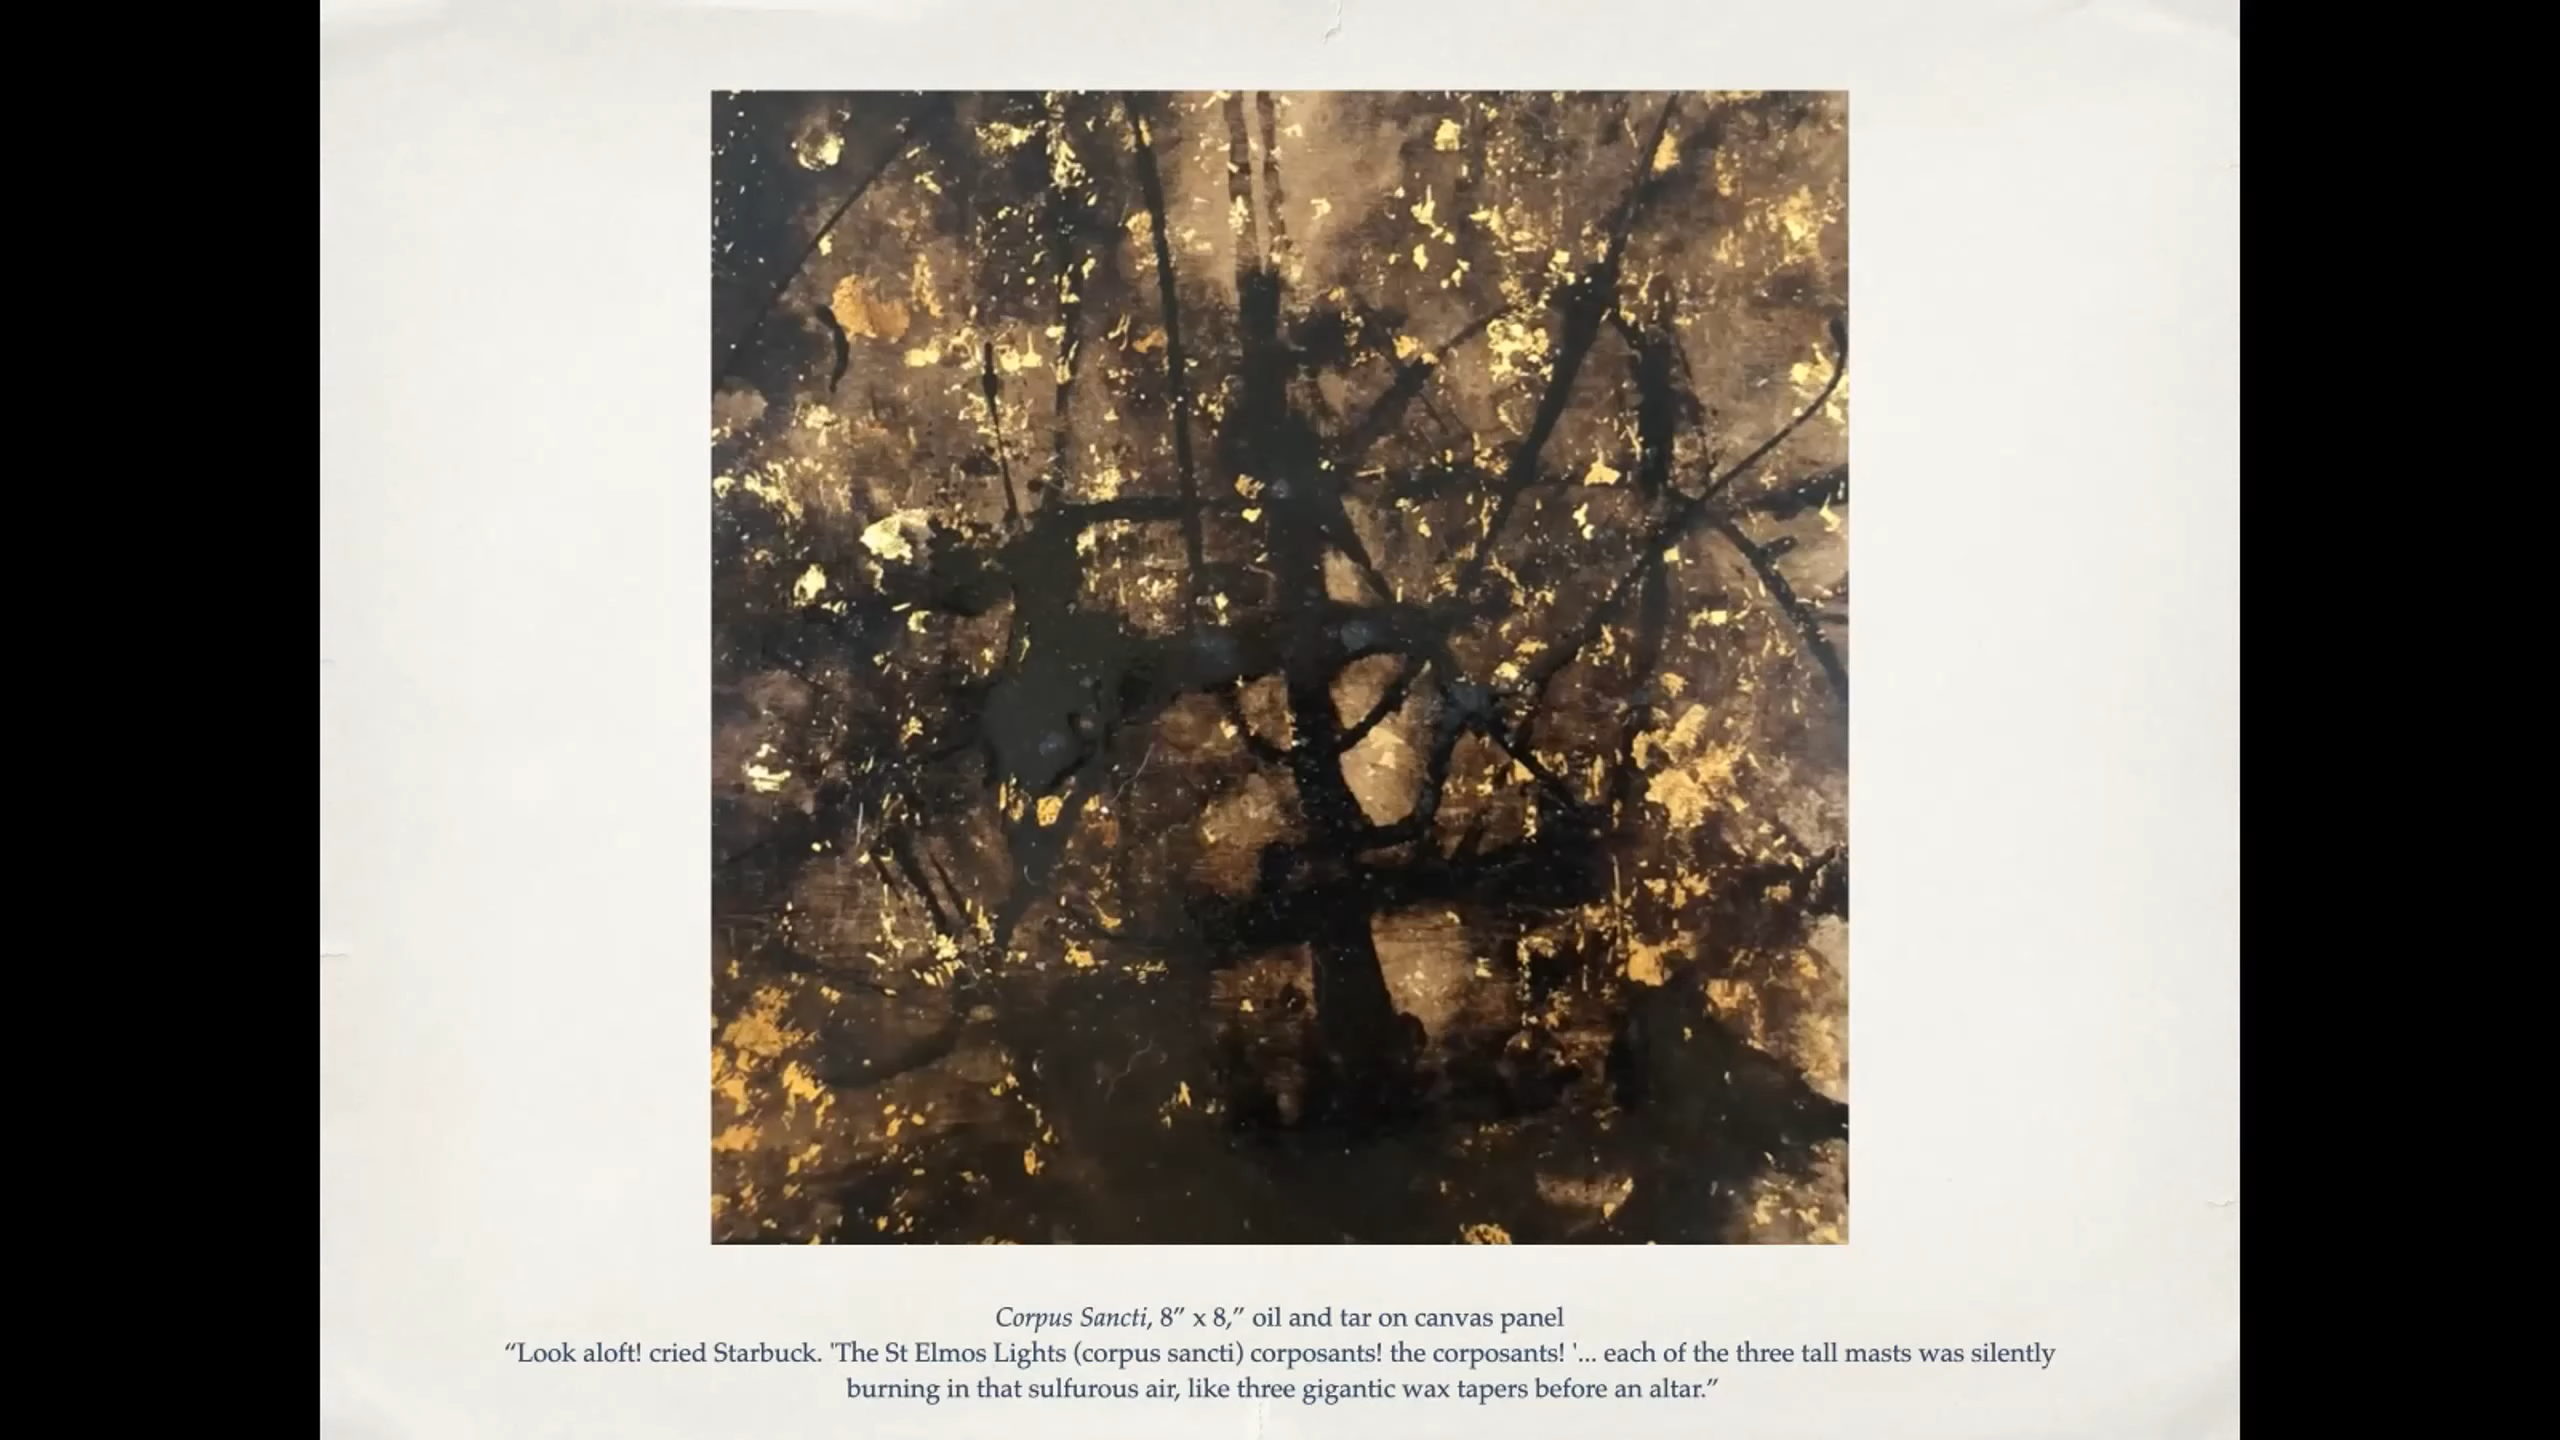 Corpus Sancti, 8” x 8,” oil and tar on canvas panel
“Look aloft! cried Starbuck. 'The St Elmos Lights (corpus sancti) corposants! the corposants! '... each of the three tall masts was silently
burning in that sulfurous air, like three gigantic wax tapers before an altar.”